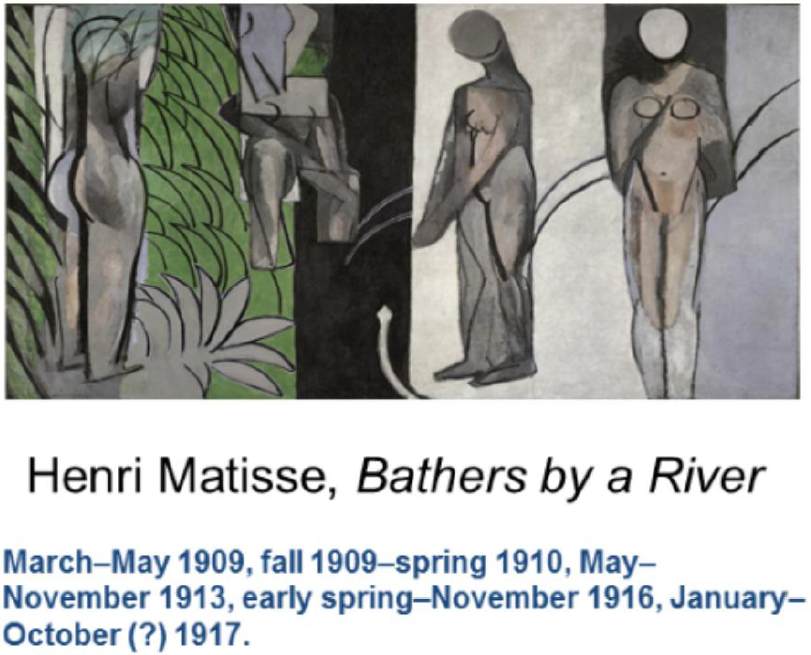 Henri Matisse, Bathers by a River
March–May 1909, fall 1909–spring 1910, May–
November 1913, early spring–November 1916, January–
October (?) 1917.